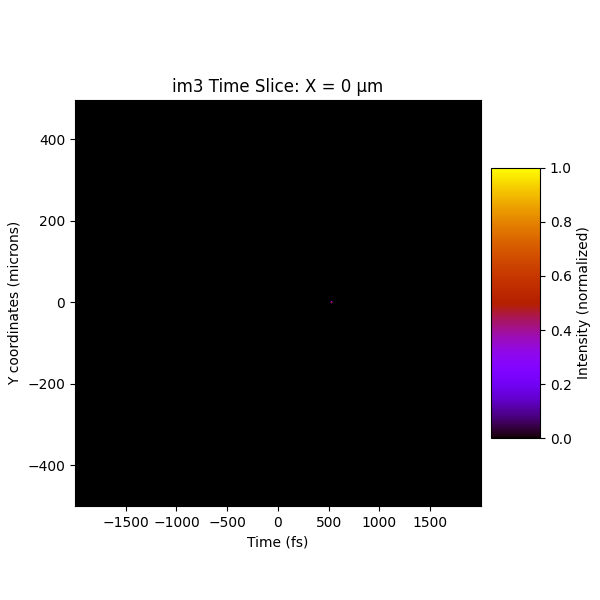 im3 Time Slice: X = 0 μm
400
200
0
−200
−400
Y coordinates (microns)
−1500 −1000 −500 0 500 1000 1500
Time (fs)
1.0
0.8
0.6
0.4
0.2
0.0
Intensity (normalized)